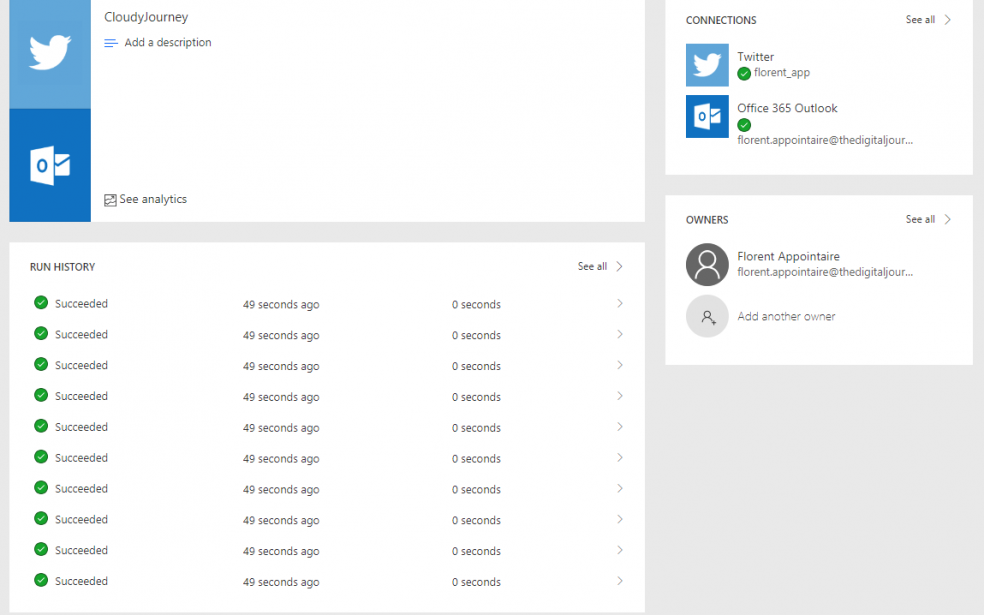 CloudyJourney
Add a description
See analytics
RUN HISTORY See all
Succeeded 49 seconds ago 0 seconds
Succeeded 49 seconds ago 0 seconds
Succeeded 49 seconds ago 0 seconds
Succeeded 49 seconds ago 0 seconds
Succeeded 49 seconds ago 0 seconds
Succeeded 49 seconds ago 0 seconds
Succeeded 49 seconds ago 0 seconds
Succeeded 49 seconds ago 0 seconds
Succeeded 49 seconds ago 0 seconds
Succeeded 49 seconds ago 0 seconds
CONNECTIONS See all
Twitter
florent_app
Office 365 Outlook
florent.appointaire@thedigitaljour...
OWNERS See all
Florent Appointaire
florent.appointaire@thedigitaljour...
Add another owner